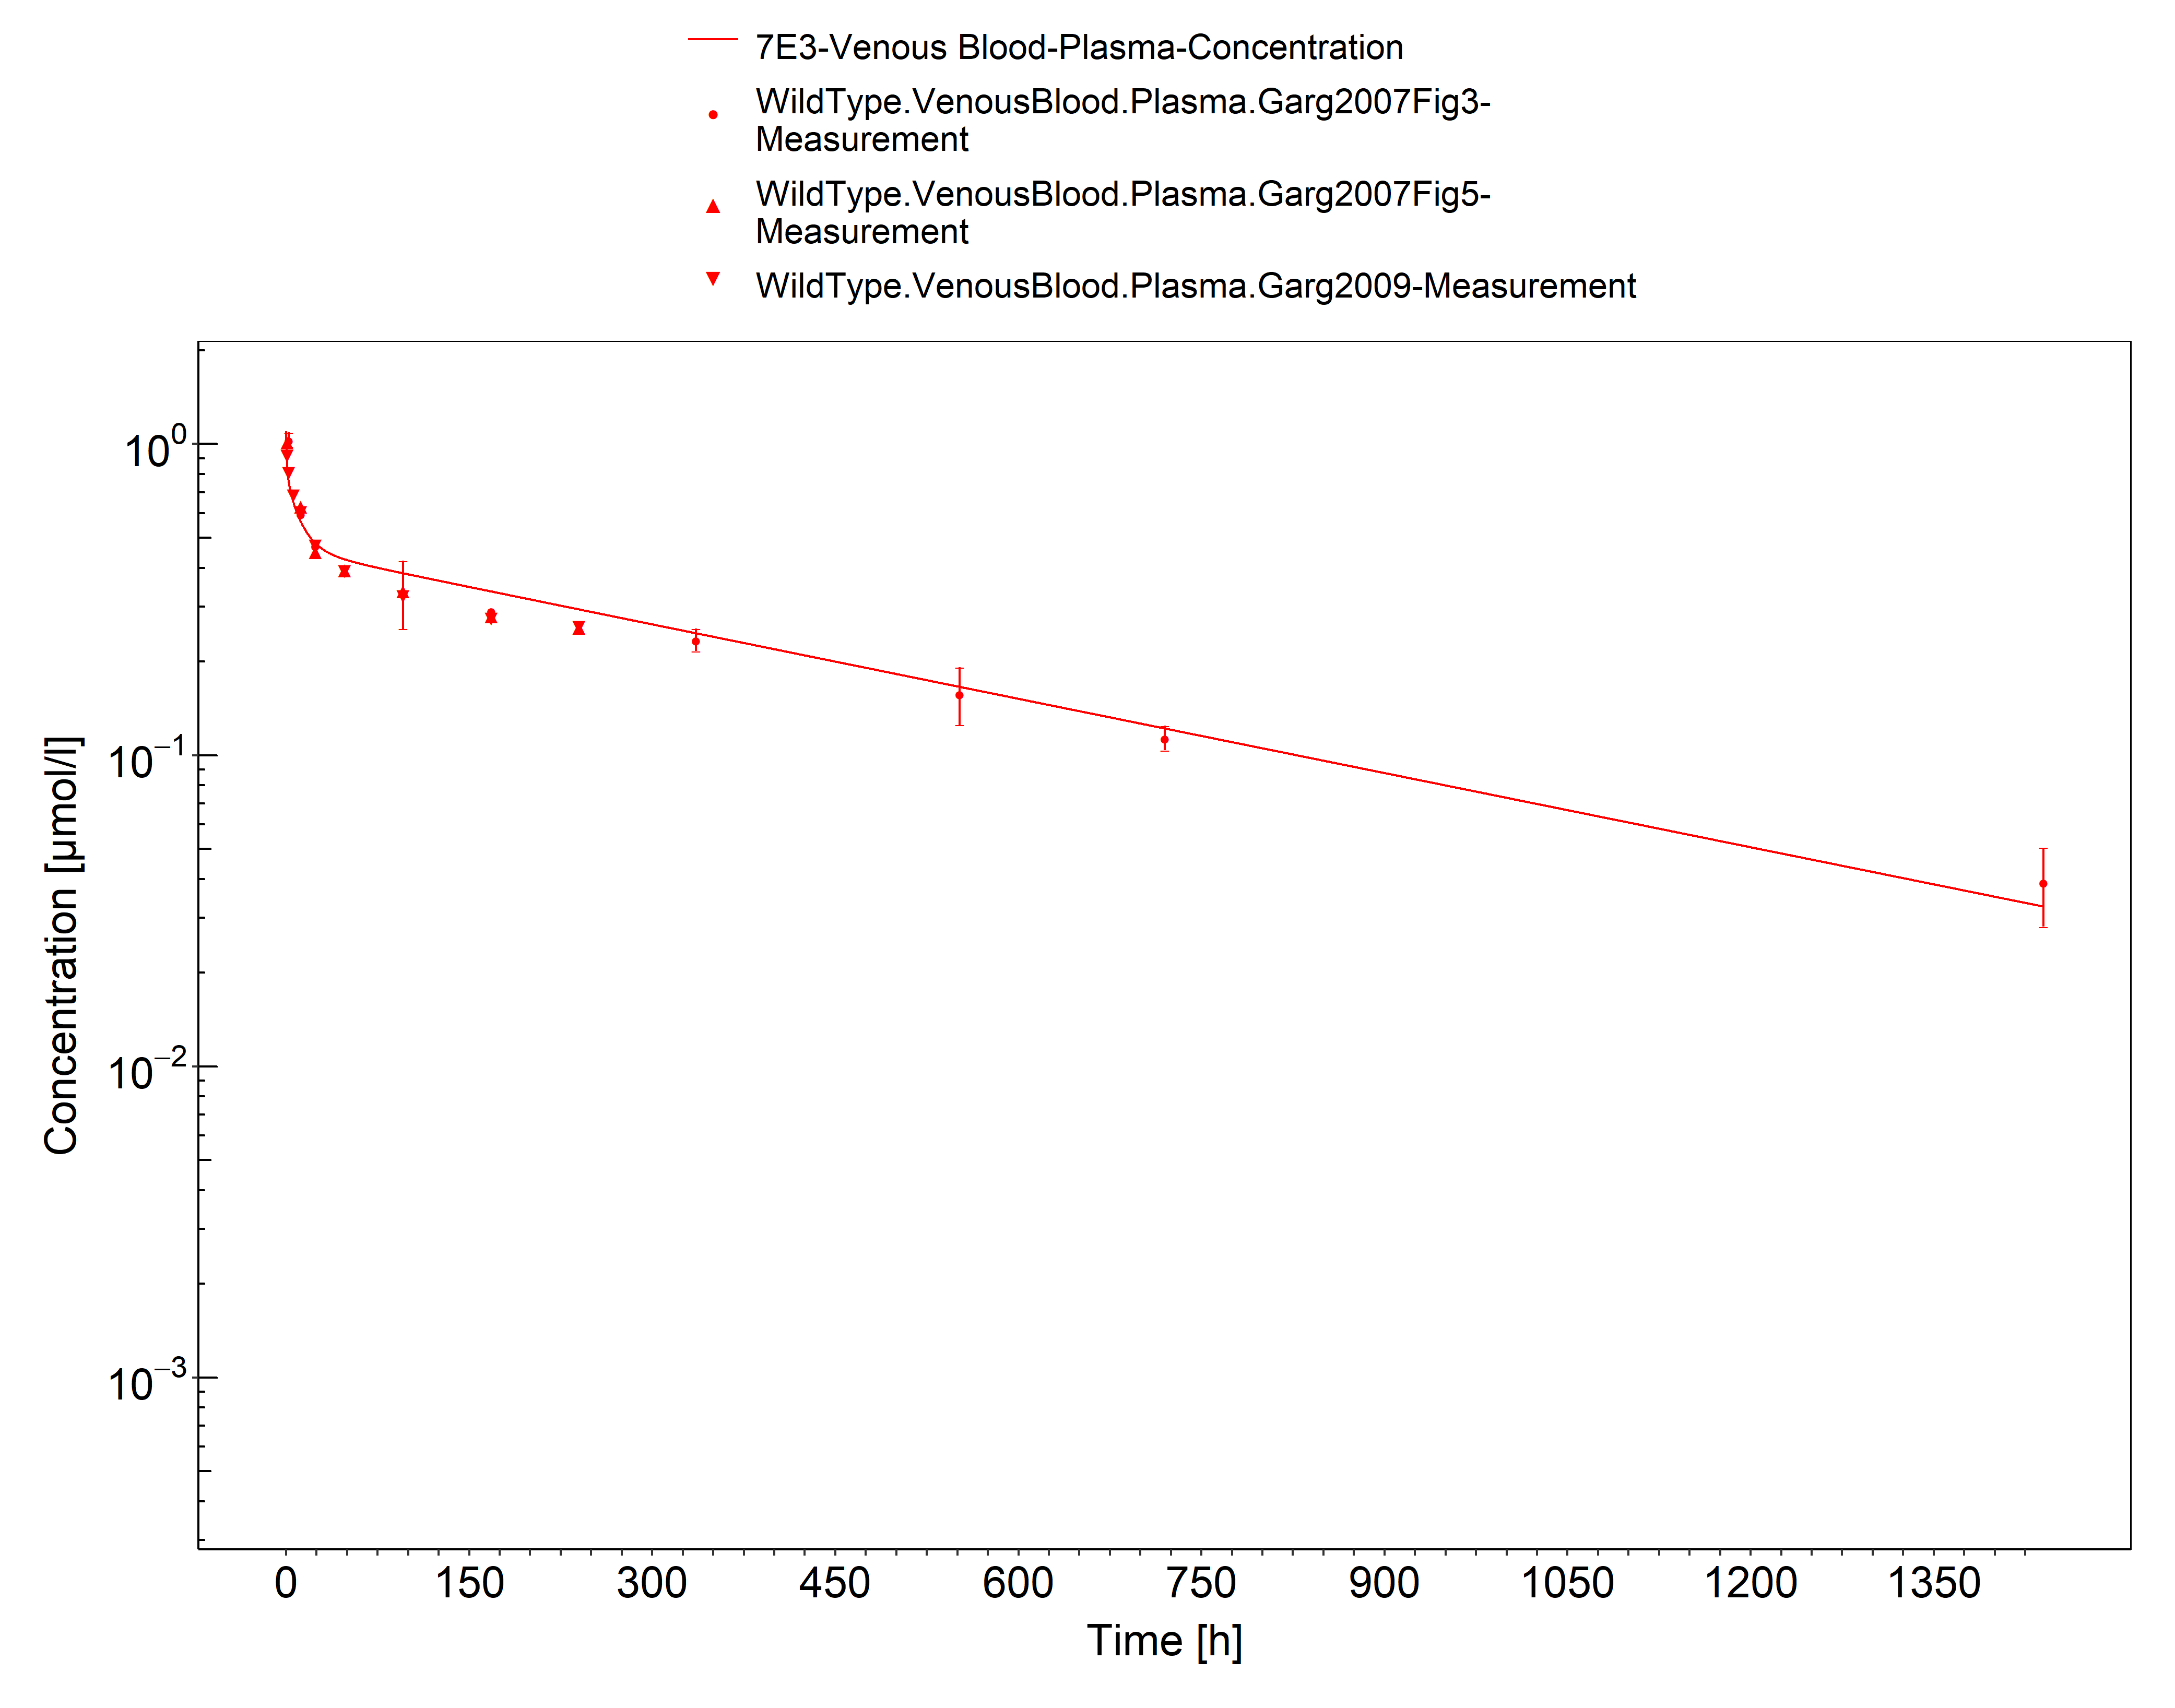 7E3-Venous Blood-Plasma-Concentration
WildType.VenousBlood.Plasma.Garg2007Fig3-
Measurement
WildType.VenousBlood.Plasma.Garg2007Fig5-
Measurement
WildType.VenousBlood.Plasma.Garg2009-Measurement
10⁰
10⁻¹
10⁻²
10⁻³
Concentration [µmol/l]
0 150 300 450 600 750 900 1050 1200 1350
Time [h]